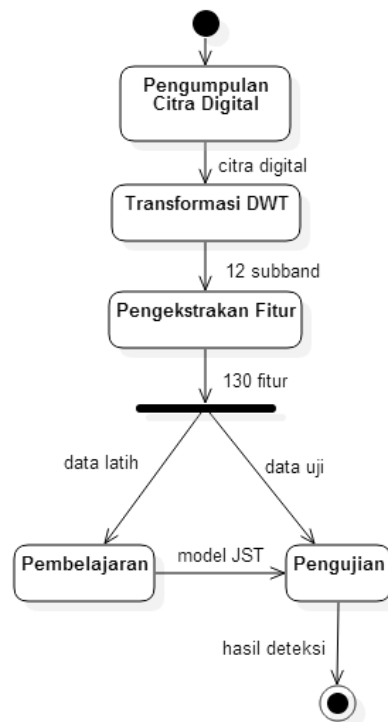 Pengumpulan
Citra Digital
citra digital
Transformasi DWT
12 subband
Pengekstrakan Fitur
130 fitur
data latih
data uji
Pembelajaran
model JST
Pengujian
hasil deteksi